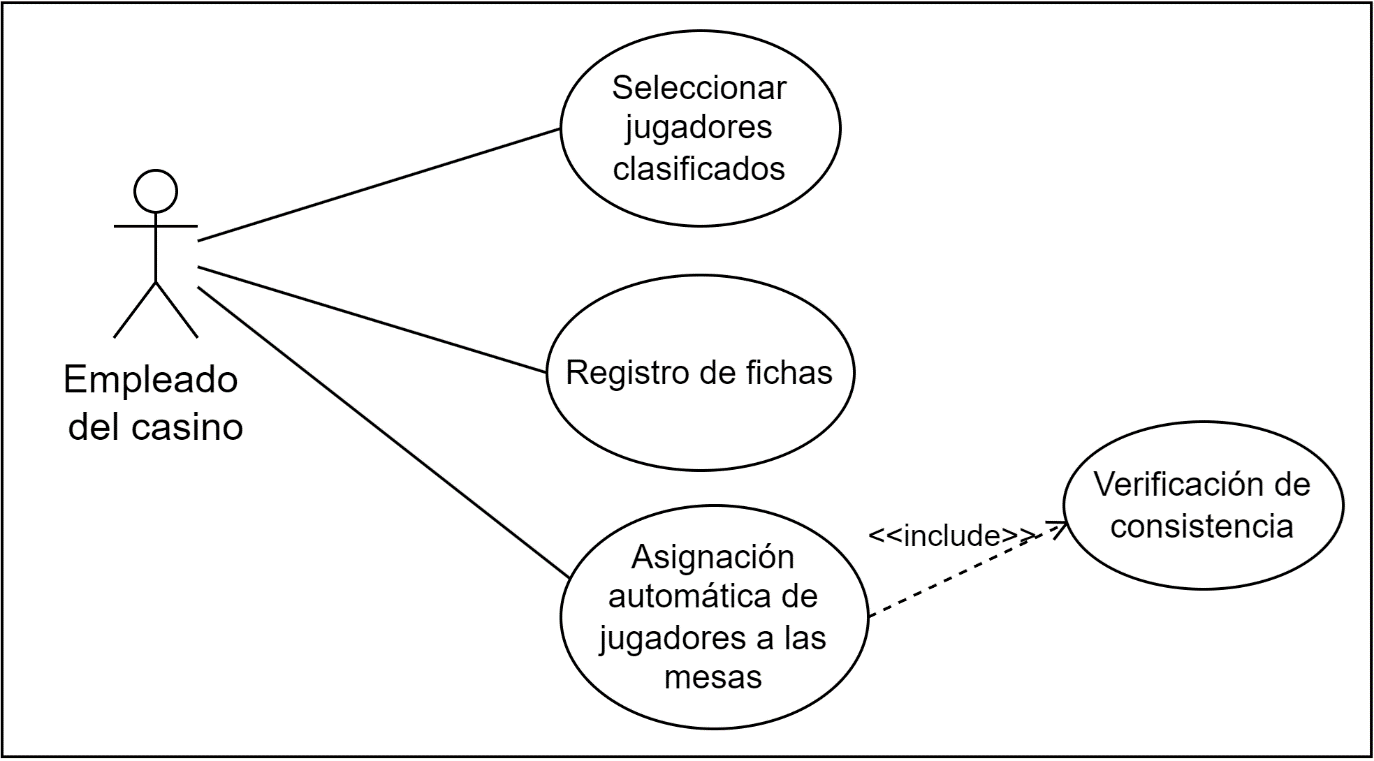 Seleccionar
jugadores
clasificados
Empleado
del casino
Registro de fichas
Asignación
automática de
jugadores a las
mesas
<<include>>
Verificación de
consistencia